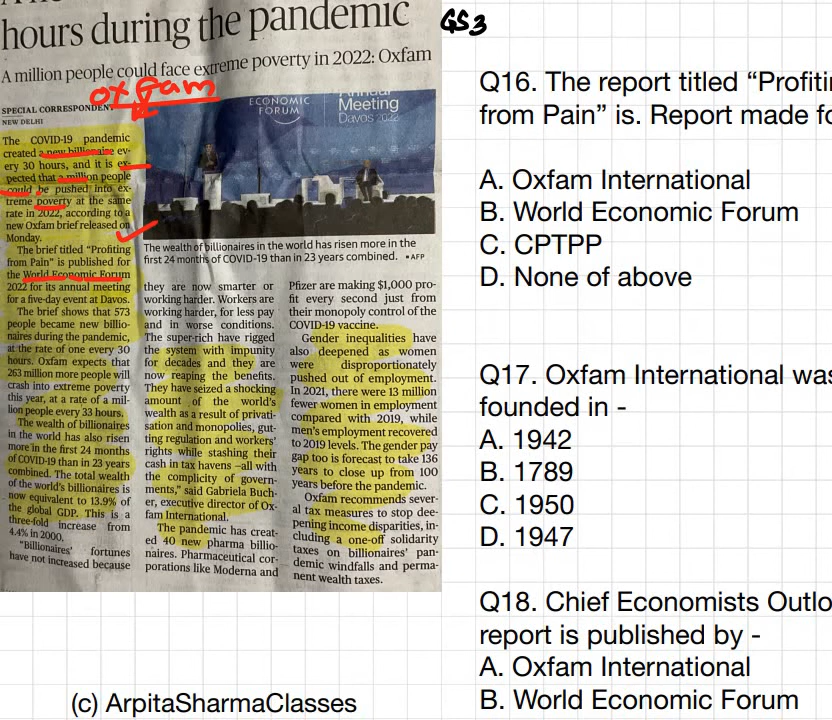 hours during the pandemic
A million people could face extreme poverty in 2022: Oxfam
oxfam
SPECIAL CORRESPONDENT
NEW DELHI
The COVID-19 pandemic
created a new billionaire ev-
ery 30 hours, and it is ex-
pected that a million people
could be pushed into ex-
treme poverty at the same
rate in 2022, according to a
new Oxfam brief released on
Monday.
The brief titled “Profiting
from Pain” is published for
the World Economic Forum
2022 for its annual meeting
for a five-day event at Davos.
The brief shows that 573
people became new billio-
naires during the pandemic,
at the rate of one every 30
hours. Oxfam expects that
263 million more people will
crash into extreme poverty
this year, at a rate of a mil-
lion people every 33 hours.
The wealth of billionaires
in the world has also risen
more in the first 24 months
of COVID-19 than in 23 years
combined. The total wealth
of the world’s billionaires is
now equivalent to 13.9% of
the global GDP. This is a
three-fold increase from
4.4% in 2000.
“Billionaires’ fortunes
have not increased because
ECONOMIC
FORUM
Annual
Meeting
Davos 2022
The wealth of billionaires in the world has risen more in the
first 24 months of COVID-19 than in 23 years combined. • AFP
they are now smarter or
working harder. Workers are
working harder, for less pay
and in worse conditions.
The super-rich have rigged
the system with impunity
for decades and they are
now reaping the benefits.
They have seized a shocking
amount of the world’s
wealth as a result of privati-
sation and monopolies, gut-
ting regulation and workers’
rights while stashing their
cash in tax havens —all with
the complicity of govern-
ments,” said Gabriela Buch-
er, executive director of Ox-
fam International.
The pandemic has creat-
ed 40 new pharma billio-
naires. Pharmaceutical cor-
porations like Moderna and
Pfizer are making $1,000 pro-
fit every second just from
their monopoly control of the
COVID-19 vaccine.
Gender inequalities have
also deepened as women
were disproportionately
pushed out of employment.
In 2021, there were 13 million
fewer women in employment
compared with 2019, while
men’s employment recovered
to 2019 levels. The gender pay
gap too is forecast to take 136
years to close up from 100
years before the pandemic.
Oxfam recommends sever-
al tax measures to stop dee-
pening income disparities, in-
cluding a one-off solidarity
taxes on billionaires’ pan-
demic windfalls and perma-
nent wealth taxes.
(c) ArpitaSharmaClasses
GS3
Q16. The report titled “Profiti
from Pain” is. Report made fo
A. Oxfam International
B. World Economic Forum
C. CPTPP
D. None of above
Q17. Oxfam International was
founded in -
A. 1942
B. 1789
C. 1950
D. 1947
Q18. Chief Economists Outlo
report is published by -
A. Oxfam International
B. World Economic Forum